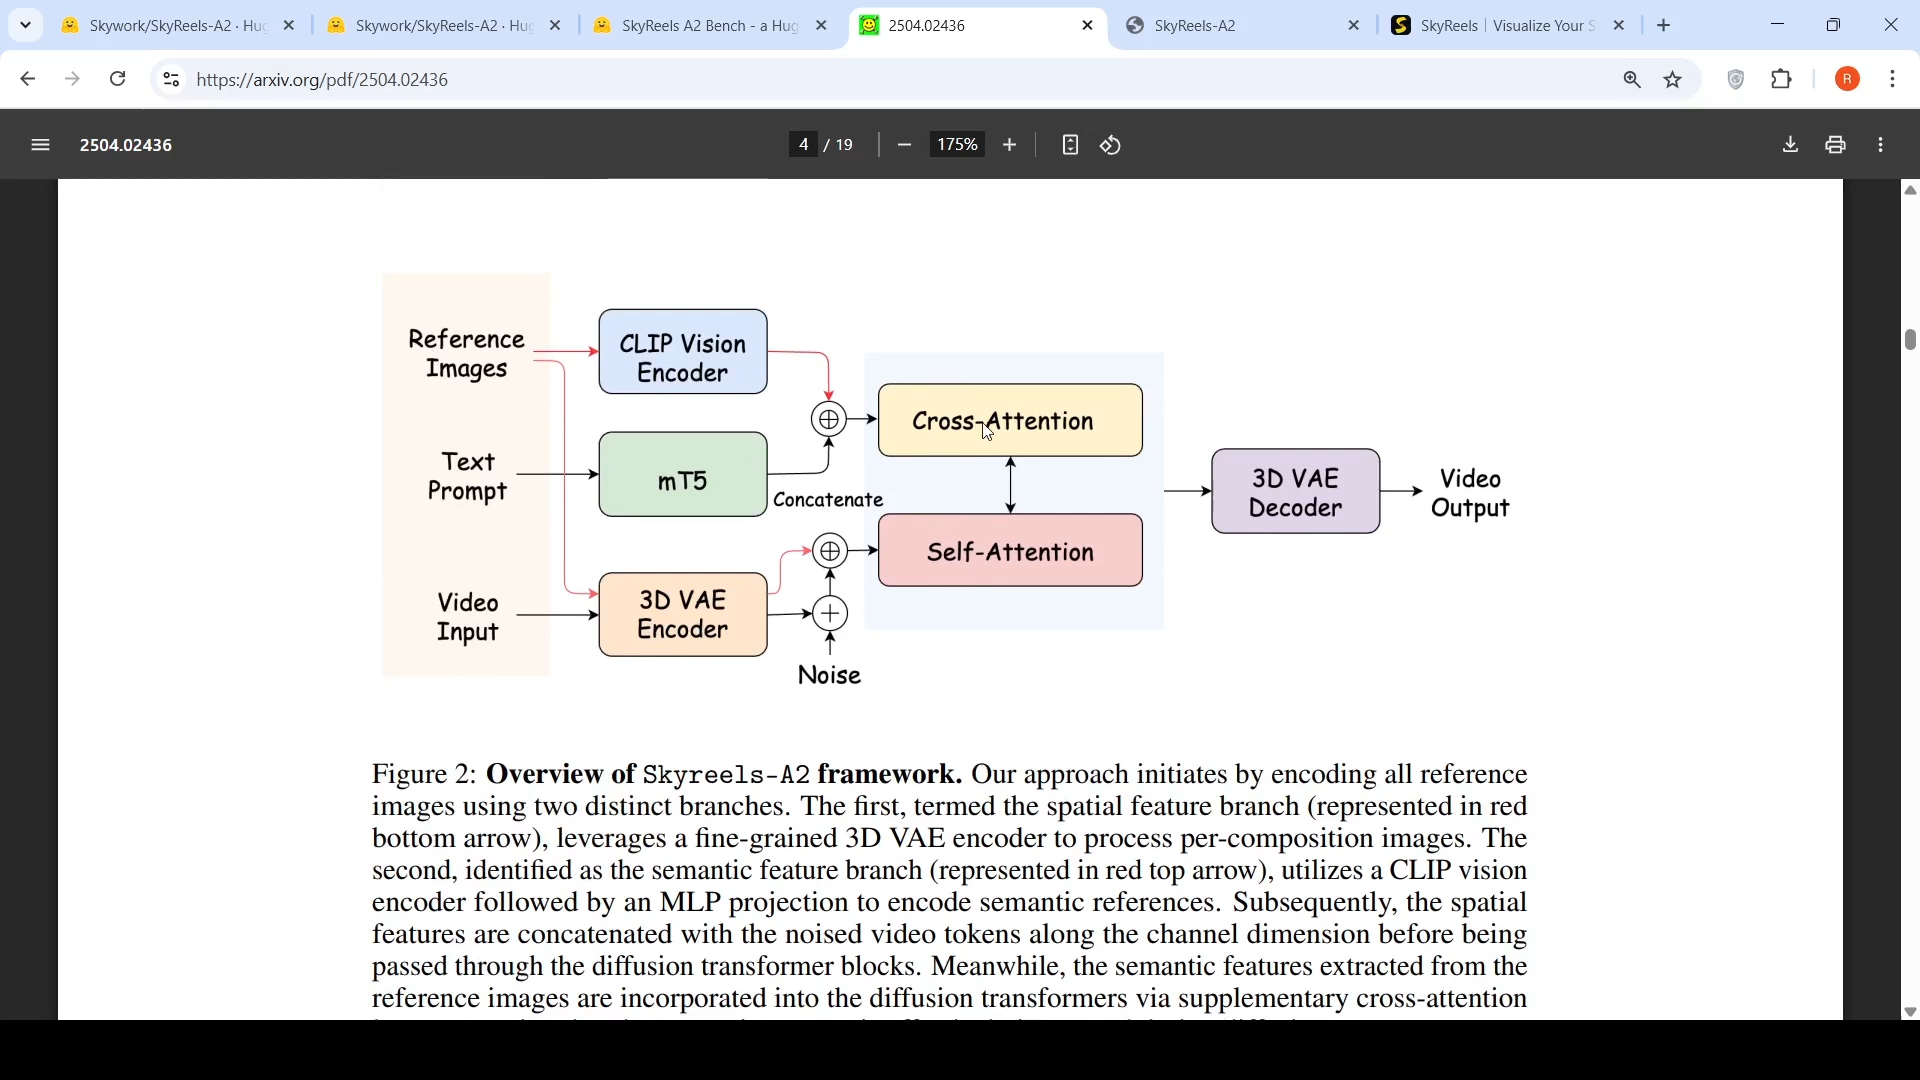 Skywork/SkyReels-A2 · Hug
Skywork/SkyReels-A2 · Hug
SkyReels A2 Bench - a Hug
2504.02436
SkyReels-A2
SkyReels | Visualize Your S
https://arxiv.org/pdf/2504.02436
R
2504.02436
4 / 19
175%
Reference
Images
CLIP Vision
Encoder
Cross-Attention
Text
Prompt
mT5
Concatenate
3D VAE
Decoder
Video
Output
Self-Attention
Video
Input
3D VAE
Encoder
Noise
Figure 2: Overview of Skyreels-A2 framework. Our approach initiates by encoding all reference
images using two distinct branches. The first, termed the spatial feature branch (represented in red
bottom arrow), leverages a fine-grained 3D VAE encoder to process per-composition images. The
second, identified as the semantic feature branch (represented in red top arrow), utilizes a CLIP vision
encoder followed by an MLP projection to encode semantic references. Subsequently, the spatial
features are concatenated with the noised video tokens along the channel dimension before being
passed through the diffusion transformer blocks. Meanwhile, the semantic features extracted from the
reference images are incorporated into the diffusion transformers via supplementary cross-attention